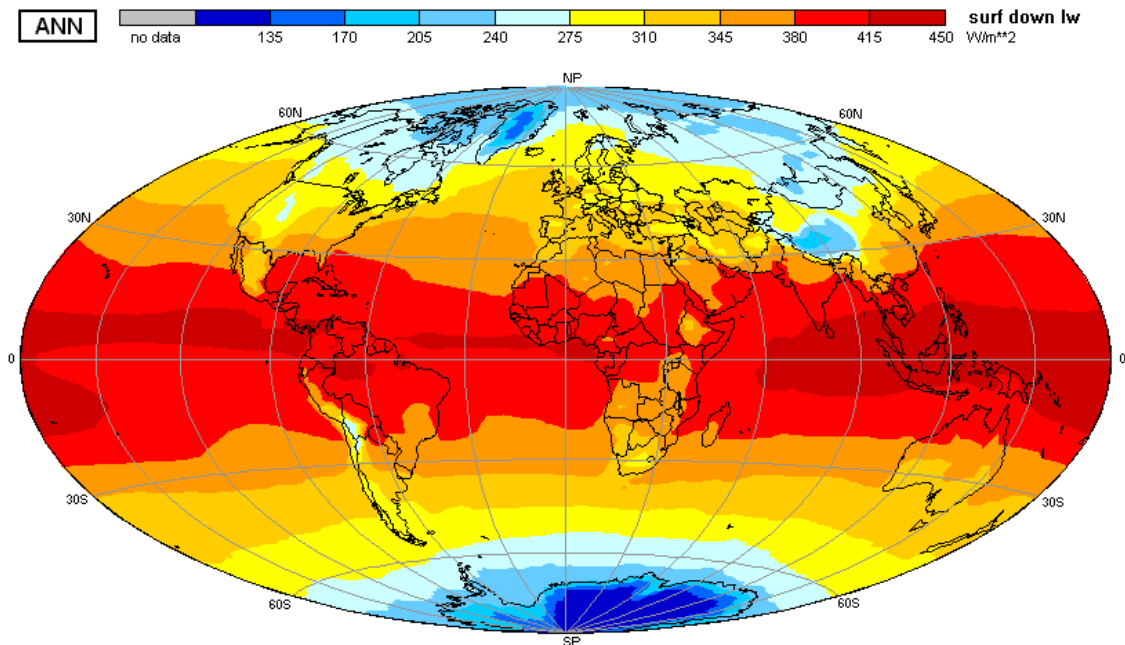 ANN
surf down lw
no data 135 170 205 240 275 310 345 380 415 450 W/m**2
NP
60N 60N
30N 30N
0 0
30S 30S
60S 60S
SP